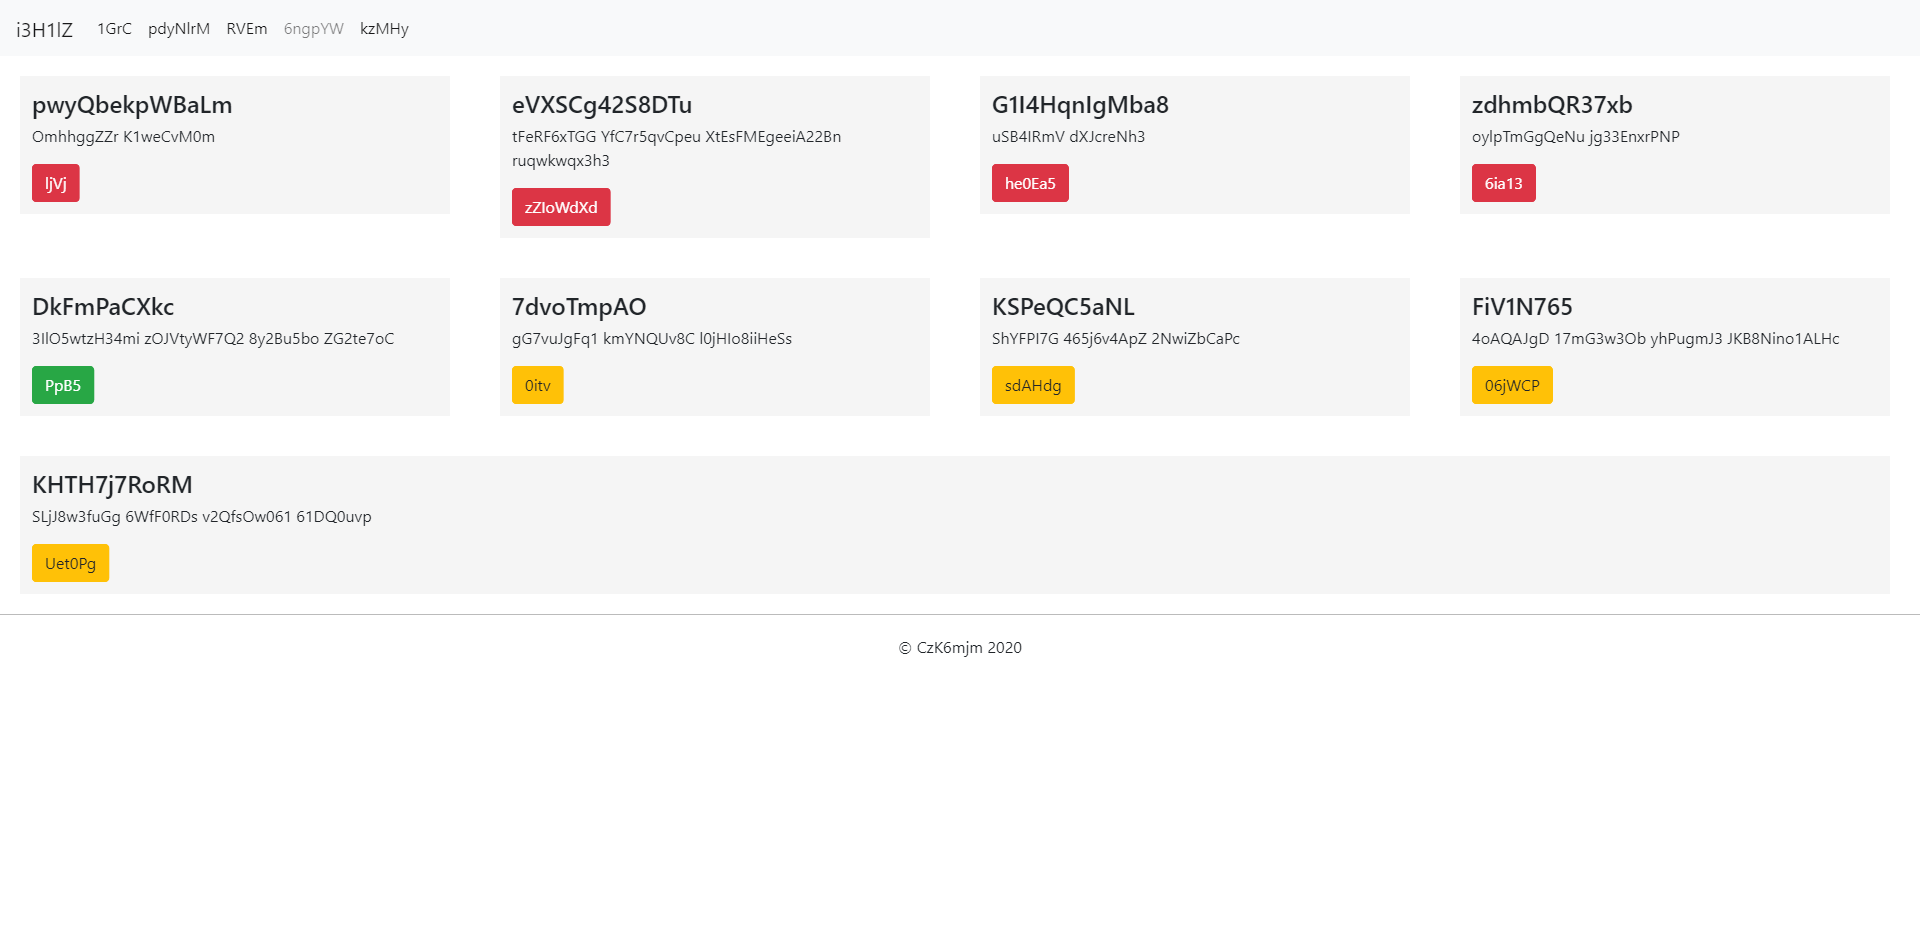 i3H1lZ 1GrC pdyNlrM RVEm 6ngpYW kzMHy
pwyQbekpWBaLm
OmhhggZZr K1weCvM0m
ljVj
eVXSCg42S8DTu
tFeRF6xTGG YfC7r5qvCpeu XtEsFMEgeeiA22Bn
ruqwkwqx3h3
zZIoWdXd
G1I4HqnIgMba8
uSB4IRmV dXJcreNh3
he0Ea5
zdhmbQR37xb
oylpTmGgQeNu jg33EnxrPNP
6ia13
DkFmPaCXkc
3IlO5wtzH34mi zOJVtyWF7Q2 8y2Bu5bo ZG2te7oC
PpB5
7dvoTmpAO
gG7vuJgFq1 kmYNQUv8C l0jHIo8iiHeSs
0itv
KSPeQC5aNL
ShYFPI7G 465j6v4ApZ 2NwiZbCaPc
sdAHdg
FiV1N765
4oAQAJgD 17mG3w3Ob yhPugmJ3 JKB8Nino1ALHc
06jWCP
KHTH7j7RoRM
SLjJ8w3fuGg 6WfF0RDs v2QfsOw061 61DQ0uvp
Uet0Pg
© CzK6mjm 2020